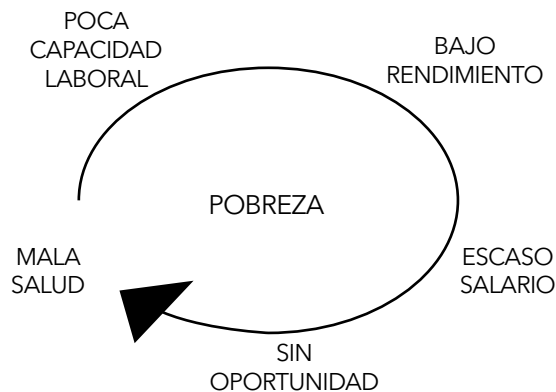 POCA
CAPACIDAD
LABORAL
BAJO
RENDIMIENTO
POBREZA
MALA
SALUD
ESCASO
SALARIO
SIN
OPORTUNIDAD